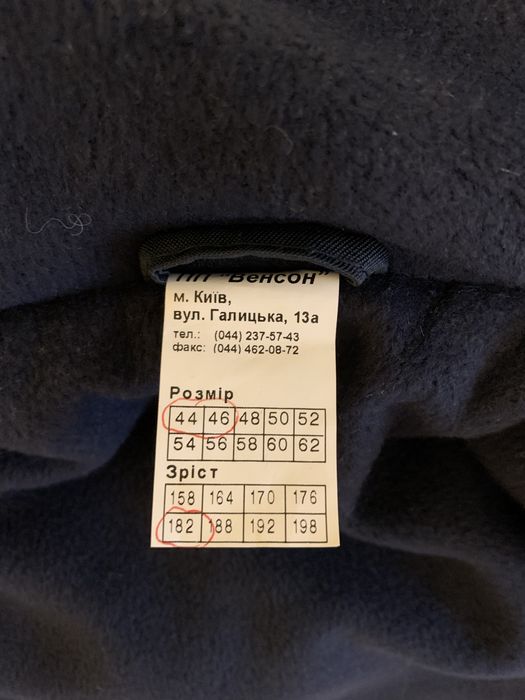 ПП "Венсон"
м. Київ,
вул. Галицька, 13а
тел.: (044) 237-57-43
факс: (044) 462-08-72
Розмір
44 46 48 50 52
54 56 58 60 62
Зріст
158 164 170 176
182 188 192 198